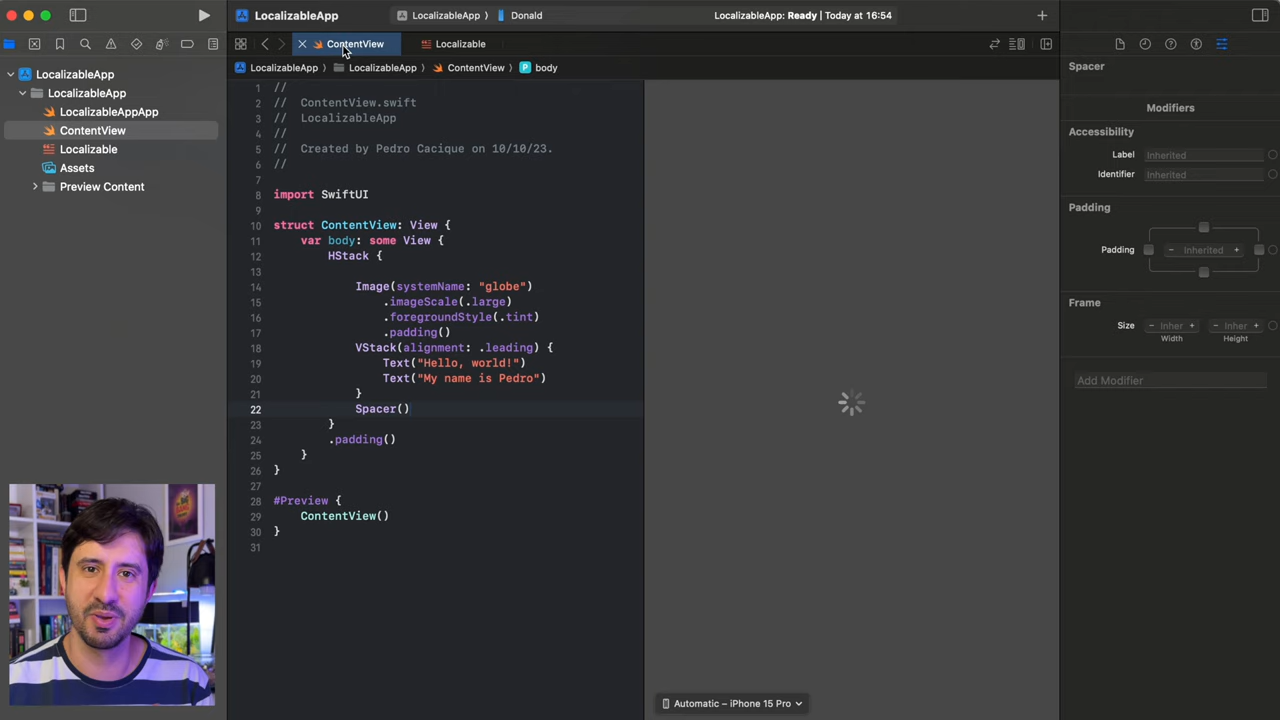 LocalizableApp
LocalizableApp 〉 Donald
LocalizableApp: Ready | Today at 16:54
ContentView
Localizable
LocalizableApp 〉 LocalizableApp 〉 ContentView 〉 P body
LocalizableApp
LocalizableApp
LocalizableAppApp
ContentView
Localizable
Assets
Preview Content
1 //
2 // ContentView.swift
3 // LocalizableApp
4 //
5 // Created by Pedro Cacique on 10/10/23.
6 //
7
8 import SwiftUI
9
10 struct ContentView: View {
11 var body: some View {
12 HStack {
13
14 Image(systemName: "globe")
15 .imageScale(.large)
16 .foregroundStyle(.tint)
17 .padding()
18 VStack(alignment: .leading) {
19 Text("Hello, world!")
20 Text("My name is Pedro")
21 }
22 Spacer()
23 }
24 .padding()
25 }
26 }
27
28 #Preview {
29 ContentView()
30 }
31
Automatic – iPhone 15 Pro
Spacer
Modifiers
Accessibility
Label Inherited
Identifier Inherited
Padding
Padding − Inherited +
Frame
Size − Inher + − Inher +
Width Height
Add Modifier